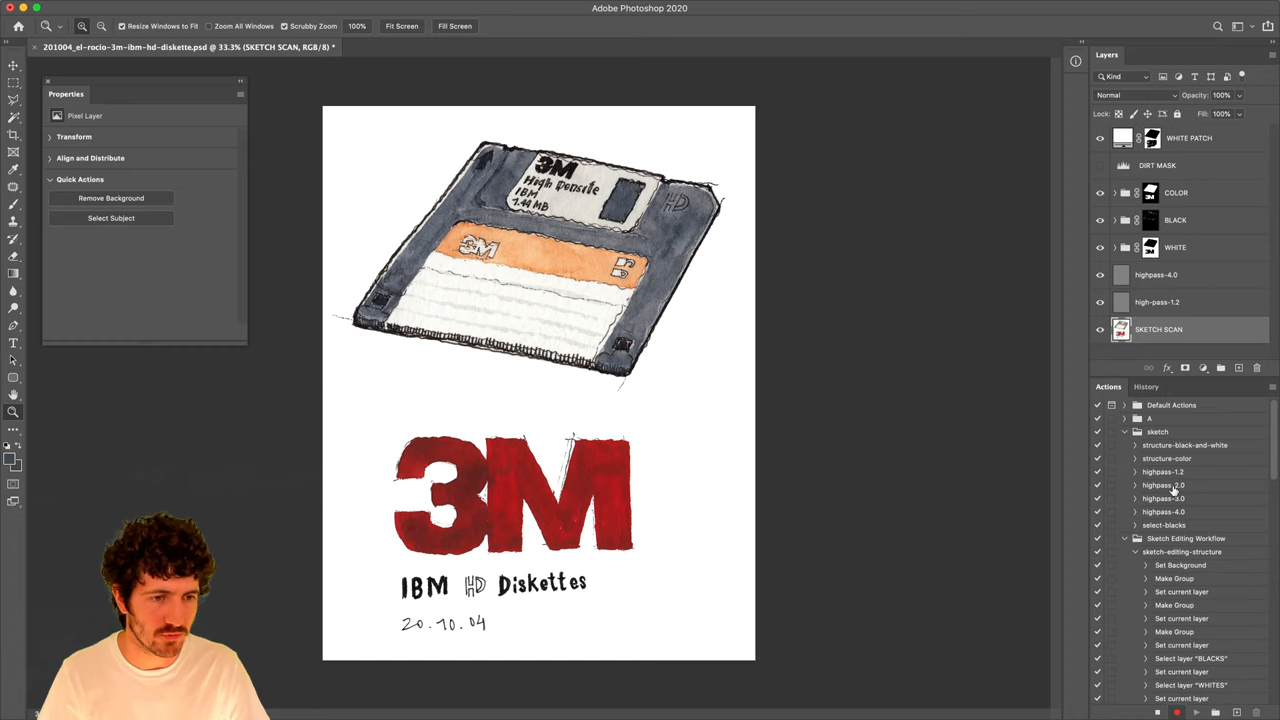 Adobe Photoshop 2020
Resize Windows to Fit
Zoom All Windows
Scrubby Zoom
100%
Fit Screen
Fill Screen
201004_el-rocio-3m-ibm-hd-diskette.psd @ 33.3% (SKETCH SCAN, RGB/8) *
Properties
Pixel Layer
Transform
Align and Distribute
Quick Actions
Remove Background
Select Subject
3M
High Density
IBM
1.44 MB
HD
3M
3M
IBM HD Diskettes
20.10.04
Layers
Kind
Normal
Opacity: 100%
Lock:
Fill: 100%
WHITE PATCH
DIRT MASK
COLOR
BLACK
WHITE
highpass-4.0
high-pass-1.2
SKETCH SCAN
Actions
History
Default Actions
A
sketch
structure-black-and-white
structure-color
highpass-1.2
highpass-2.0
highpass-3.0
highpass-4.0
select-blacks
Sketch Editing Workflow
sketch-editing-structure
Set Background
Make Group
Set current layer
Make Group
Set current layer
Make Group
Set current layer
Select layer "BLACKS"
Set current layer
Select layer "WHITES"
Set current layer